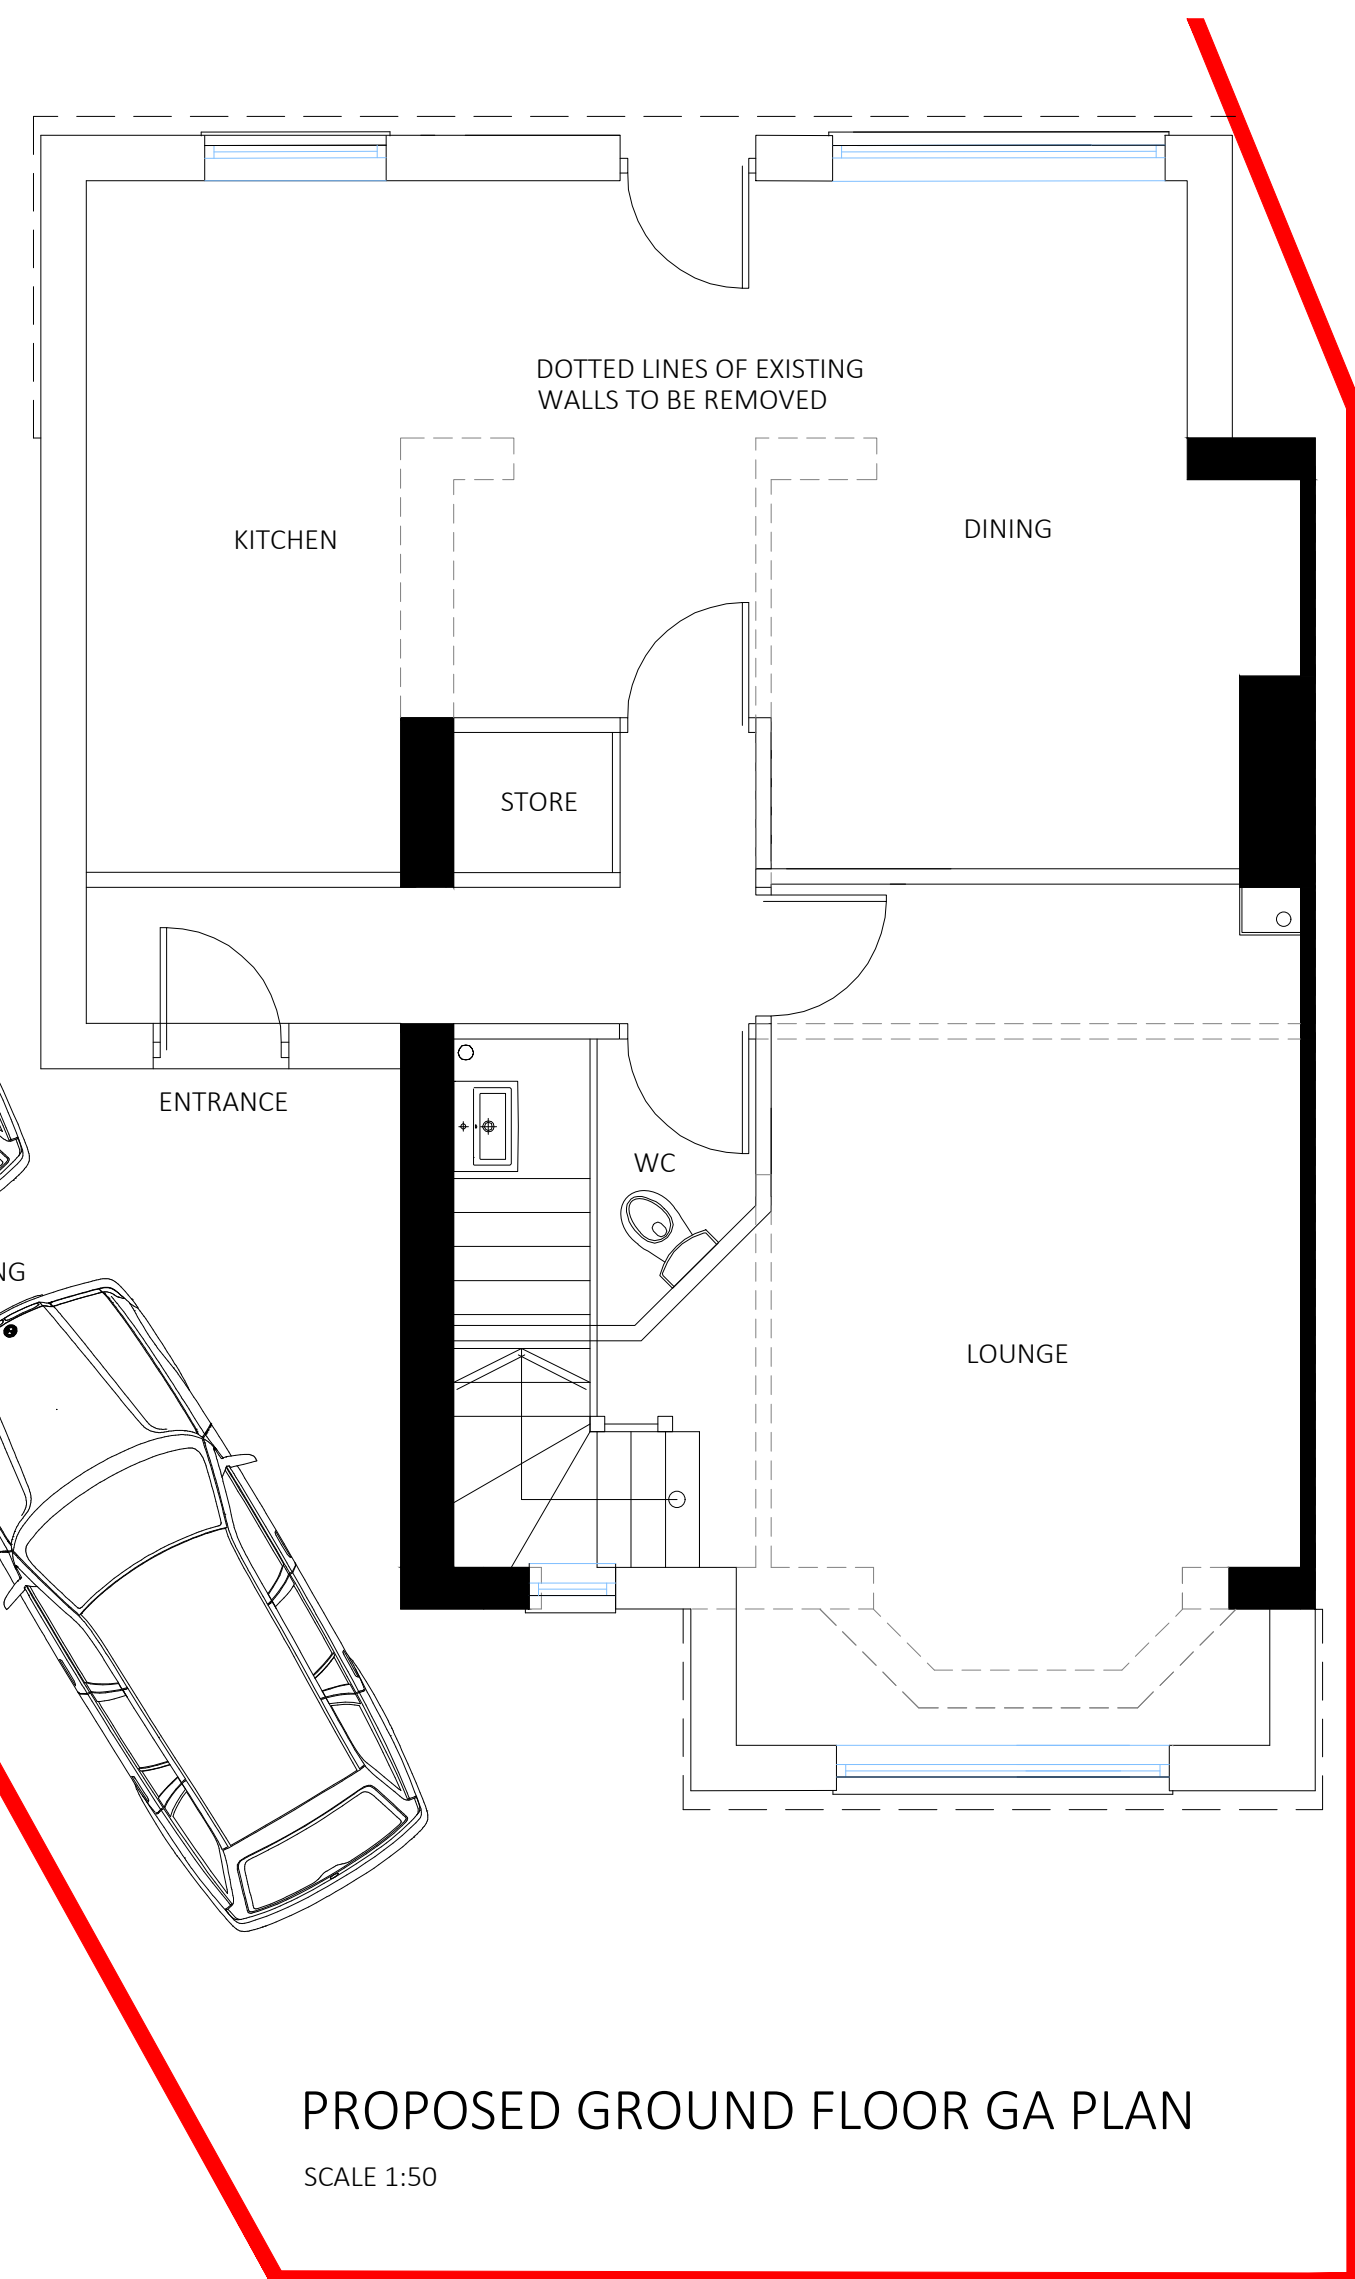 DOTTED LINES OF EXISTING
WALLS TO BE REMOVED
KITCHEN
DINING
STORE
ENTRANCE
WC
NG
LOUNGE
PROPOSED GROUND FLOOR GA PLAN
SCALE 1:50